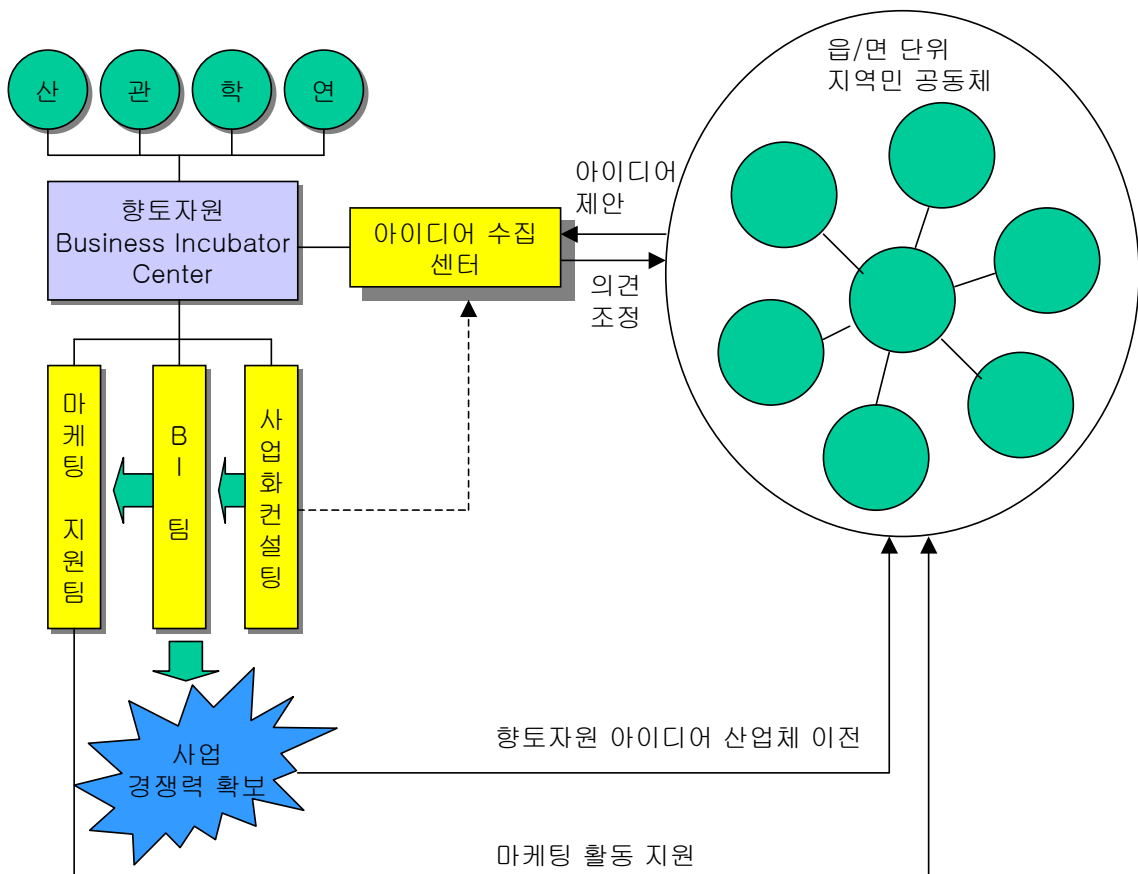 산
관
학
연
읍/면 단위
지역민 공동체
향토자원
Business Incubator
Center
아이디어 수집
센터
아이디어
제안
의견
조정
마케팅 지원팀
BI 팀
사업화컨설팅
사업
경쟁력 확보
향토자원 아이디어 산업체 이전
마케팅 활동 지원